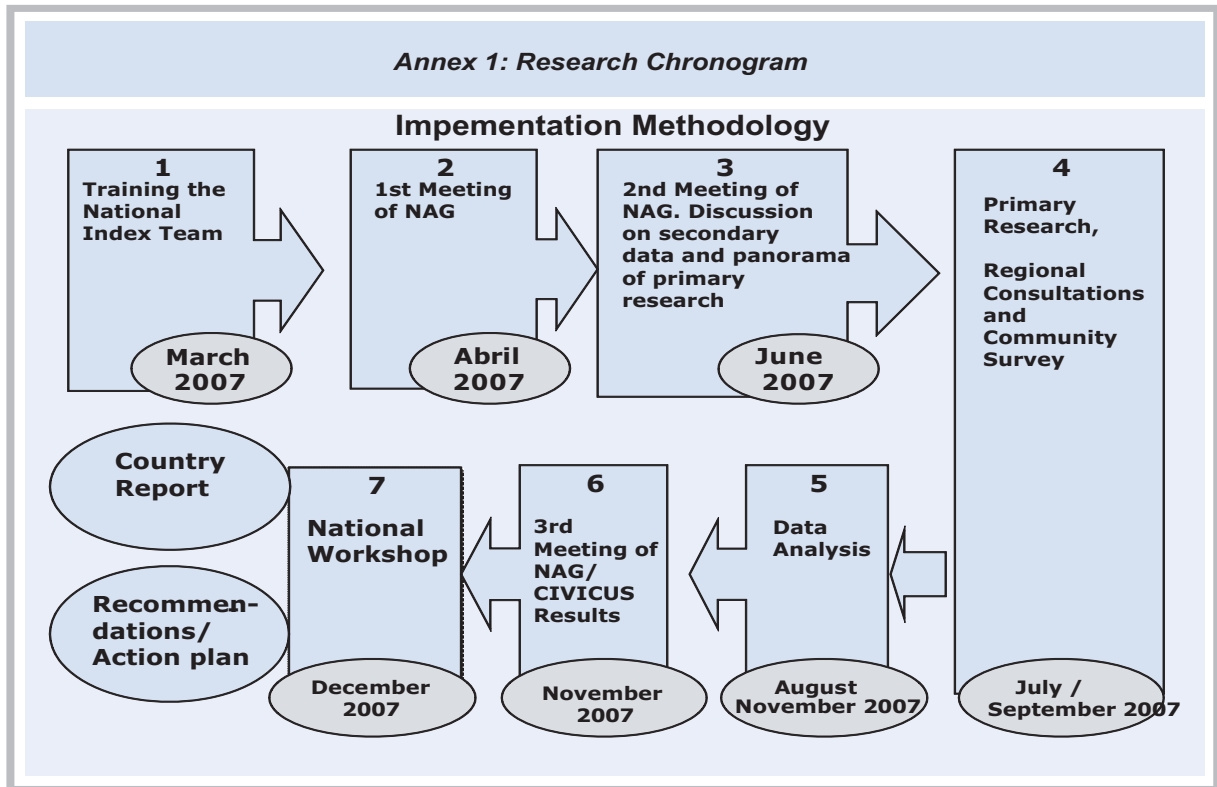 Annex 1: Research Chronogram
Impementation Methodology
1
Training the
National
Index Team
March
2007
2
1st Meeting
of NAG
Abril
2007
3
2nd Meeting of
NAG. Discussion
on secondary
data and panorama
of primary
research
June
2007
4
Primary
Research,
Regional
Consultations
and
Community
Survey
July /
September 2007
5
Data
Analysis
August
November 2007
6
3rd
Meeting of
NAG/
CIVICUS
Results
November
2007
7
National
Workshop
December
2007
Country
Report
Recommen-
dations/
Action plan